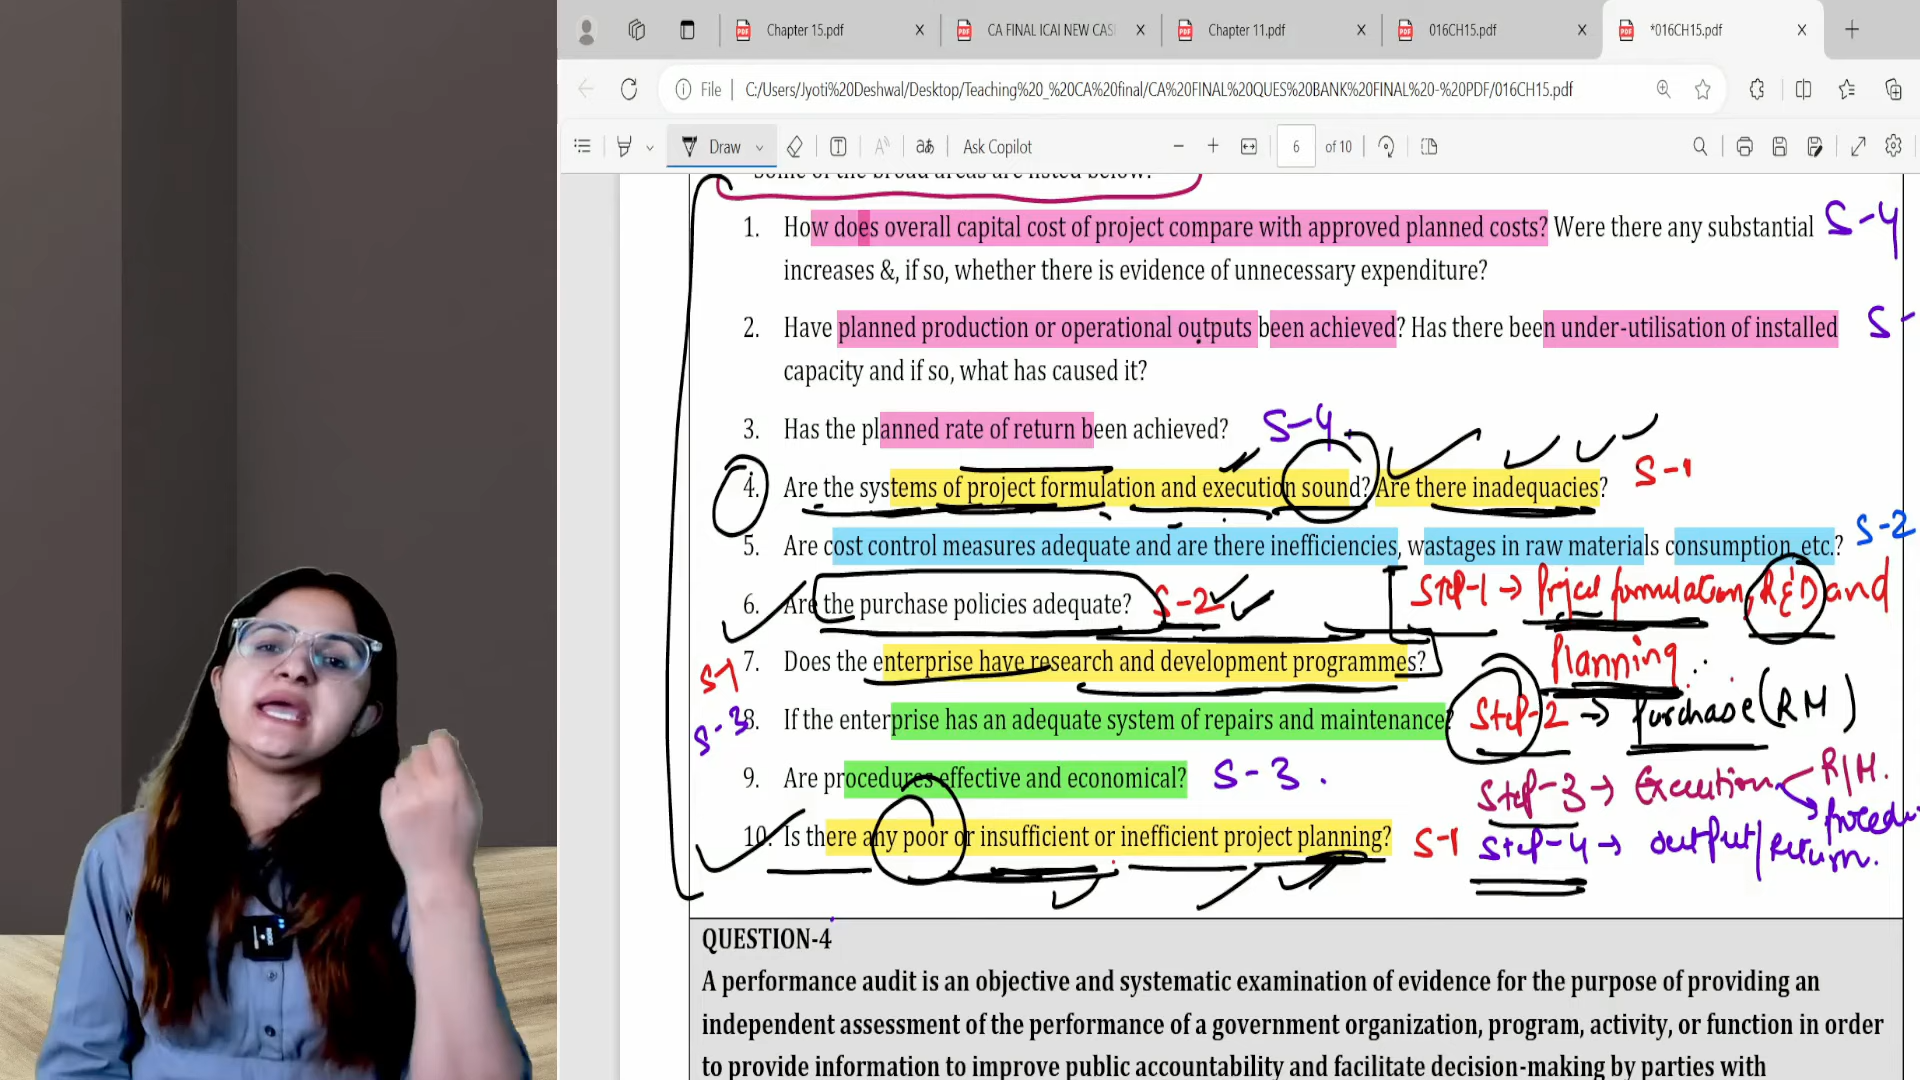 Chapter 15.pdf
CA FINAL ICAI NEW CAS
Chapter 11.pdf
016CH15.pdf
*016CH15.pdf
File
C:/Users/Jyoti%20Deshwal/Desktop/Teaching%20_%20CA%20final/CA%20FINAL%20QUES%20BANK%20FINAL%20-%20PDF/016CH15.pdf
Draw
Ask Copilot
6
of 10
some of the broad areas are listed below:
1. How does overall capital cost of project compare with approved planned costs? Were there any substantial S-4
increases &, if so, whether there is evidence of unnecessary expenditure?
2. Have planned production or operational outputs been achieved? Has there been under-utilisation of installed S-
capacity and if so, what has caused it?
3. Has the planned rate of return been achieved? S-4
4. Are the systems of project formulation and execution sound? Are there inadequacies? S-1
5. Are cost control measures adequate and are there inefficiencies, wastages in raw materials consumption, etc.? S-2
6. Are the purchase policies adequate? S-2 Step-1 → Project formulation, R&D and
S-1 7. Does the enterprise have research and development programmes? Planning
S-3 8. If the enterprise has an adequate system of repairs and maintenance? Step-2 → Purchase (RM)
9. Are procedures effective and economical? S-3 Step-3 → Execution R/M.
10. Is there any poor or insufficient or inefficient project planning? S-1 Step-4 → output/Return.
QUESTION-4
A performance audit is an objective and systematic examination of evidence for the purpose of providing an
independent assessment of the performance of a government organization, program, activity, or function in order
to provide information to improve public accountability and facilitate decision-making by parties with